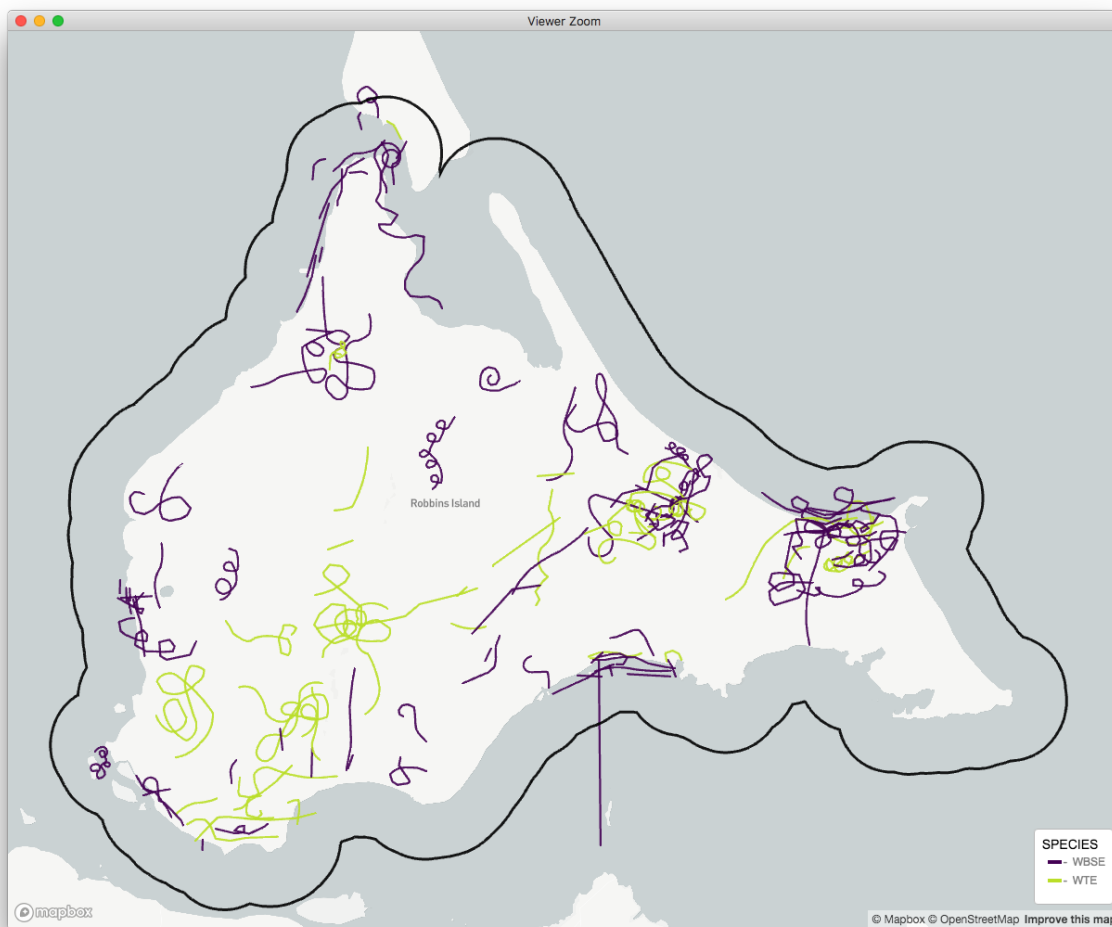 Viewer Zoom
Robbins Island
SPECIES
- WBSE
- WTE
mapbox
© Mapbox © OpenStreetMap Improve this map